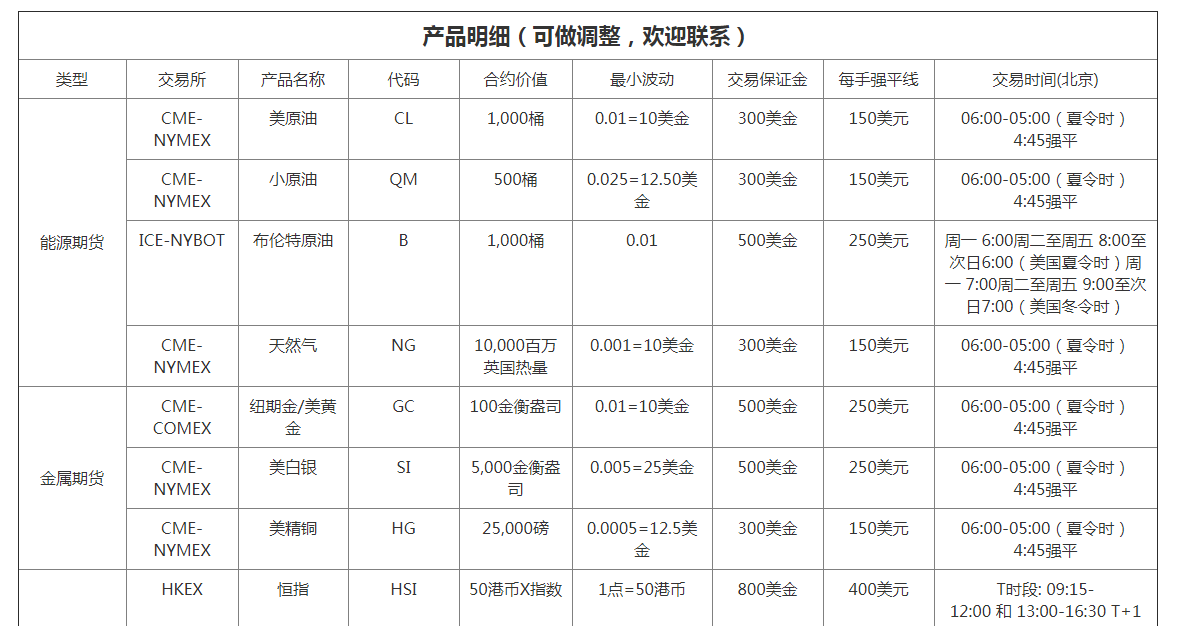 产品明细（可做调整，欢迎联系）
类型 交易所 产品名称 代码 合约价值 最小波动 交易保证金 每手强平线 交易时间(北京)
能源期货
CME-
NYMEX
美原油
CL
1,000桶
0.01=10美金
300美金
150美元
06:00-05:00（夏令时）
4:45强平
CME-
NYMEX
小原油
QM
500桶
0.025=12.50美
金
300美金
150美元
06:00-05:00（夏令时）
4:45强平
ICE-NYBOT
布伦特原油
B
1,000桶
0.01
500美金
250美元
周一 6:00周二至周五 8:00至
次日6:00（美国夏令时）周
一 7:00周二至周五 9:00至次
日7:00（美国冬令时）
CME-
NYMEX
天然气
NG
10,000百万
英国热量
0.001=10美金
300美金
150美元
06:00-05:00（夏令时）
4:45强平
金属期货
CME-
COMEX
纽期金/美黄
金
GC
100金衡盎司
0.01=10美金
500美金
250美元
06:00-05:00（夏令时）
4:45强平
CME-
NYMEX
美白银
SI
5,000金衡盎
司
0.005=25美金
500美金
250美元
06:00-05:00（夏令时）
4:45强平
CME-
NYMEX
美精铜
HG
25,000磅
0.0005=12.5美
金
300美金
150美元
06:00-05:00（夏令时）
4:45强平
HKEX
恒指
HSI
50港币X指数
1点=50港币
800美金
400美元
T时段: 09:15-
12:00 和 13:00-16:30 T+1